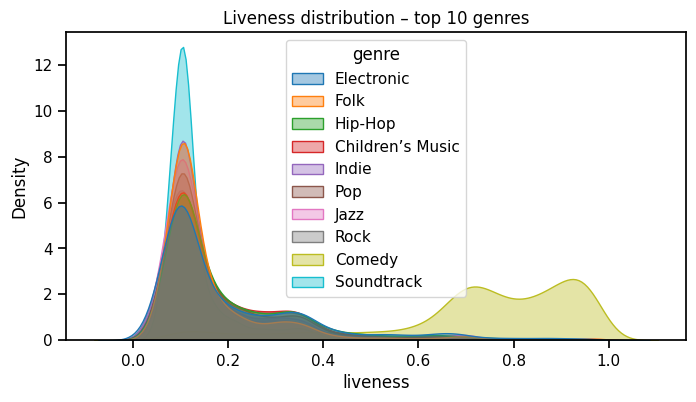 Liveness distribution – top 10 genres
Density
12
10
8
6
4
2
0
genre
Electronic
Folk
Hip-Hop
Children’s Music
Indie
Pop
Jazz
Rock
Comedy
Soundtrack
0.0 0.2 0.4 0.6 0.8 1.0
liveness